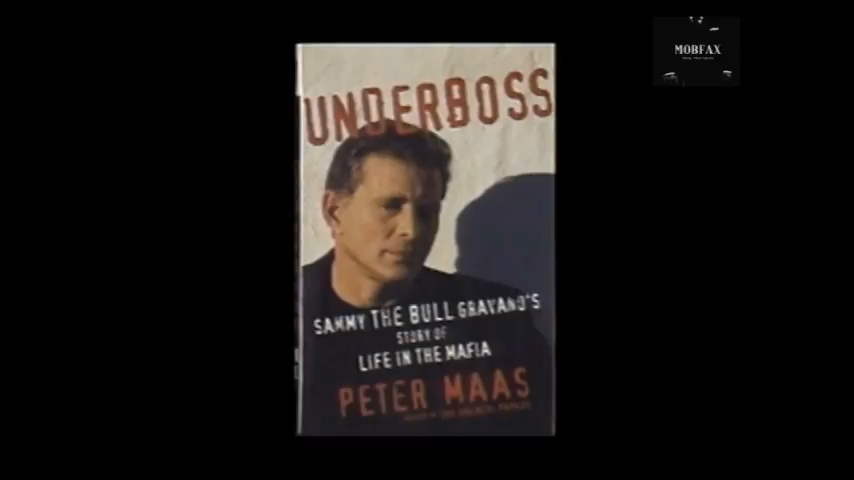 MOBFAX
UNDERBOSS
SAMMY THE BULL GRAVANO'S
STORY OF
LIFE IN THE MAFIA
PETER MAAS